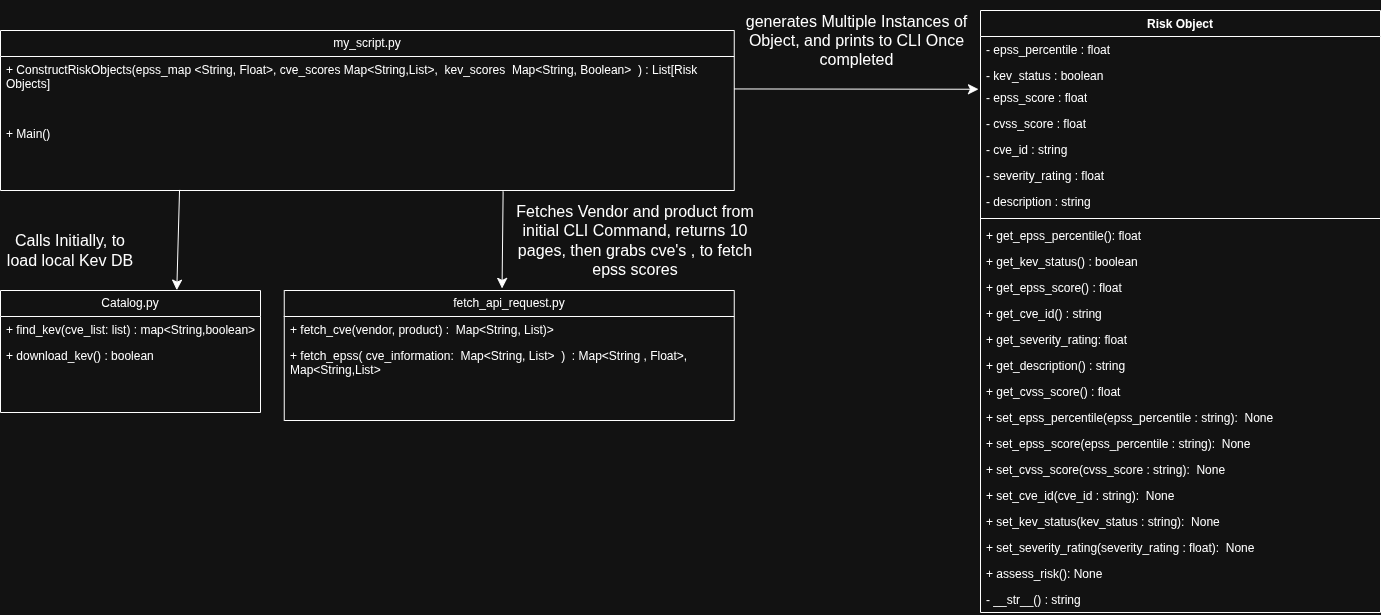 my_script.py
+ ConstructRiskObjects(epss_map <String, Float>, cve_scores Map<String,List>,  kev_scores  Map<String, Boolean>  ) : List[Risk
Objects]
+ Main()
generates Multiple Instances of
Object, and prints to CLI Once
completed
Calls Initially, to
load local Kev DB
Fetches Vendor and product from
initial CLI Command, returns 10
pages, then grabs cve's , to fetch
epss scores
Catalog.py
+ find_kev(cve_list: list) : map<String,boolean>
+ download_kev() : boolean
fetch_api_request.py
+ fetch_cve(vendor, product) :  Map<String, List)>
+ fetch_epss( cve_information:  Map<String, List>  )  : Map<String , Float>,
Map<String,List>
Risk Object
- epss_percentile : float
- kev_status : boolean
- epss_score : float
- cvss_score : float
- cve_id : string
- severity_rating : float
- description : string
+ get_epss_percentile(): float
+ get_kev_status() : boolean
+ get_epss_score() : float
+ get_cve_id() : string
+ get_severity_rating: float
+ get_description() : string
+ get_cvss_score() : float
+ set_epss_percentile(epss_percentile : string):  None
+ set_epss_score(epss_percentile : string):  None
+ set_cvss_score(cvss_score : string):  None
+ set_cve_id(cve_id : string):  None
+ set_kev_status(kev_status : string):  None
+ set_severity_rating(severity_rating : float):  None
+ assess_risk(): None
- __str__() : string